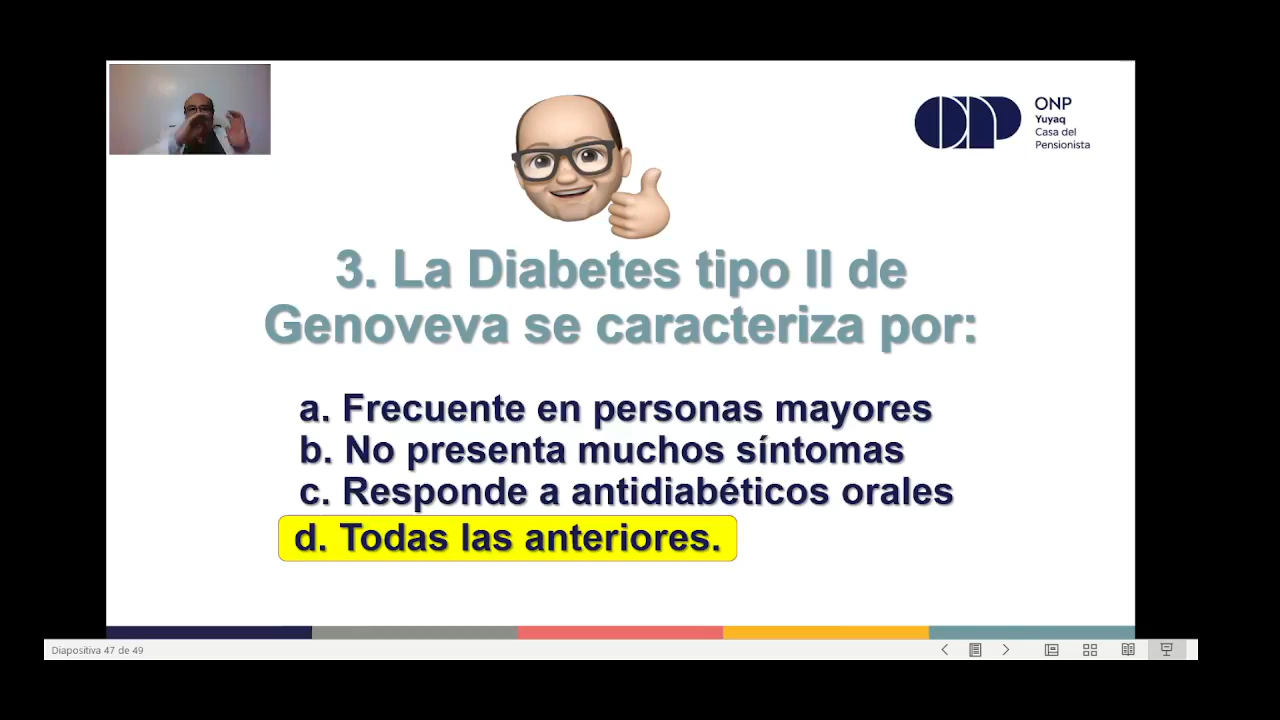 ONP
Yuyaq
Casa del
Pensionista
3. La Diabetes tipo II de
Genoveva se caracteriza por:
a. Frecuente en personas mayores
b. No presenta muchos síntomas
c. Responde a antidiabéticos orales
d. Todas las anteriores.
Diapositiva 47 de 49